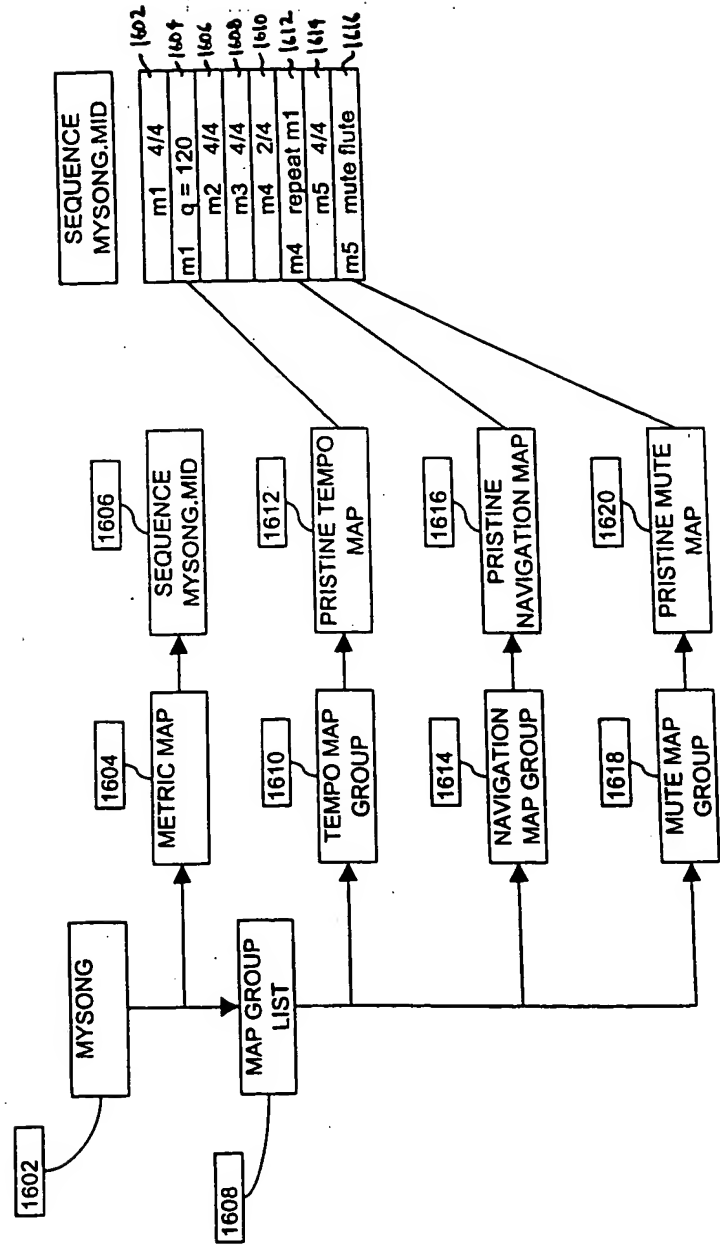 1602
MYSONG
1608
MAP GROUP
LIST
1604
METRIC MAP
1606
SEQUENCE
MYSONG.MID
1610
TEMPO MAP
GROUP
1612
PRISTINE TEMPO
MAP
1614
NAVIGATION
MAP GROUP
1616
PRISTINE
NAVIGATION MAP
1618
MUTE MAP
GROUP
1620
PRISTINE MUTE
MAP
SEQUENCE
MYSONG.MID
m1 4/4 1602
m1 q = 120 1604
m2 4/4 1606
m3 4/4 1608
m4 2/4 1610
m4 repeat m1 1612
m5 4/4 1614
m5 mute flute 1616